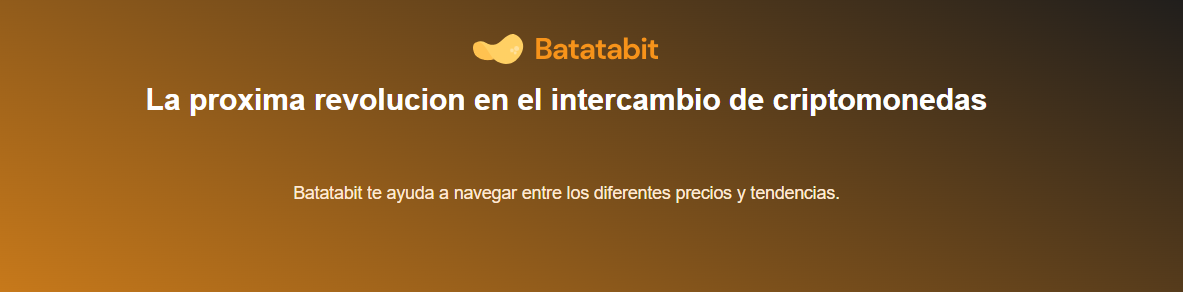 Batatabit
La proxima revolucion en el intercambio de criptomonedas
Batatabit te ayuda a navegar entre los diferentes precios y tendencias.